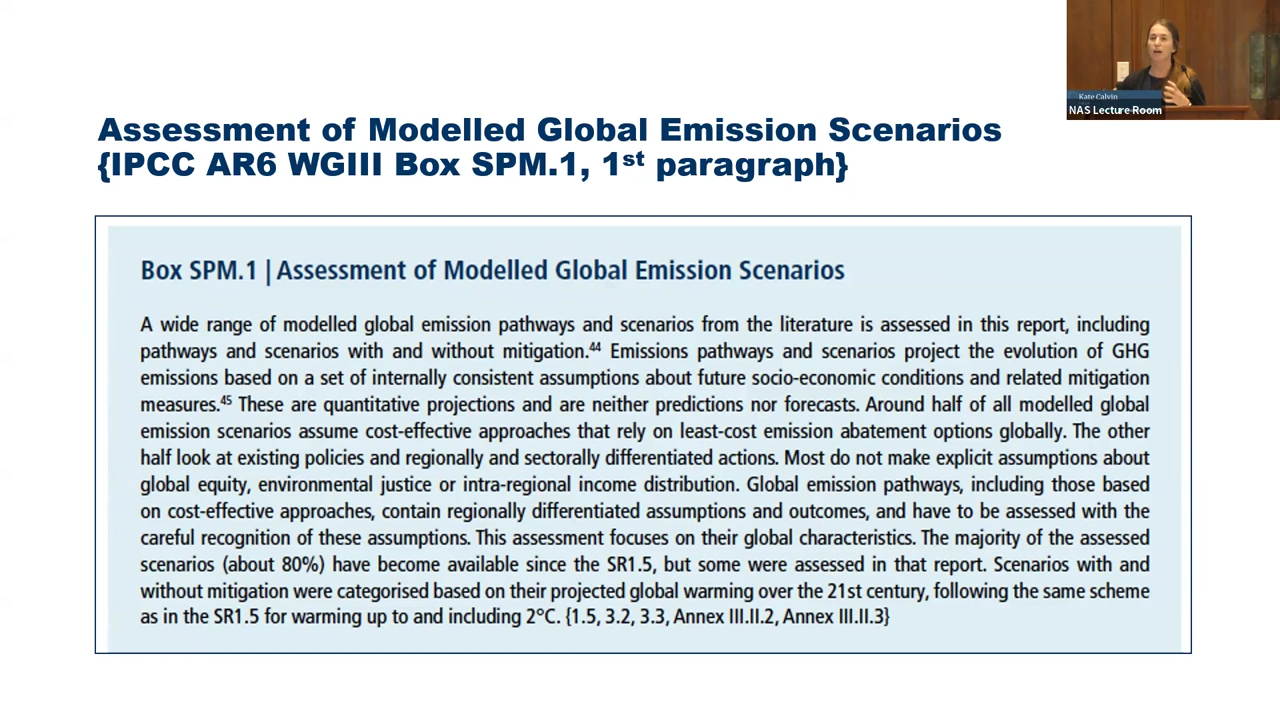 Kate Calvin
NAS Lecture Room
Assessment of Modelled Global Emission Scenarios
{IPCC AR6 WGIII Box SPM.1, 1st paragraph}
Box SPM.1 | Assessment of Modelled Global Emission Scenarios
A wide range of modelled global emission pathways and scenarios from the literature is assessed in this report, including
pathways and scenarios with and without mitigation.44 Emissions pathways and scenarios project the evolution of GHG
emissions based on a set of internally consistent assumptions about future socio-economic conditions and related mitigation
measures.45 These are quantitative projections and are neither predictions nor forecasts. Around half of all modelled global
emission scenarios assume cost-effective approaches that rely on least-cost emission abatement options globally. The other
half look at existing policies and regionally and sectorally differentiated actions. Most do not make explicit assumptions about
global equity, environmental justice or intra-regional income distribution. Global emission pathways, including those based
on cost-effective approaches, contain regionally differentiated assumptions and outcomes, and have to be assessed with the
careful recognition of these assumptions. This assessment focuses on their global characteristics. The majority of the assessed
scenarios (about 80%) have become available since the SR1.5, but some were assessed in that report. Scenarios with and
without mitigation were categorised based on their projected global warming over the 21st century, following the same scheme
as in the SR1.5 for warming up to and including 2°C. {1.5, 3.2, 3.3, Annex III.II.2, Annex III.II.3}